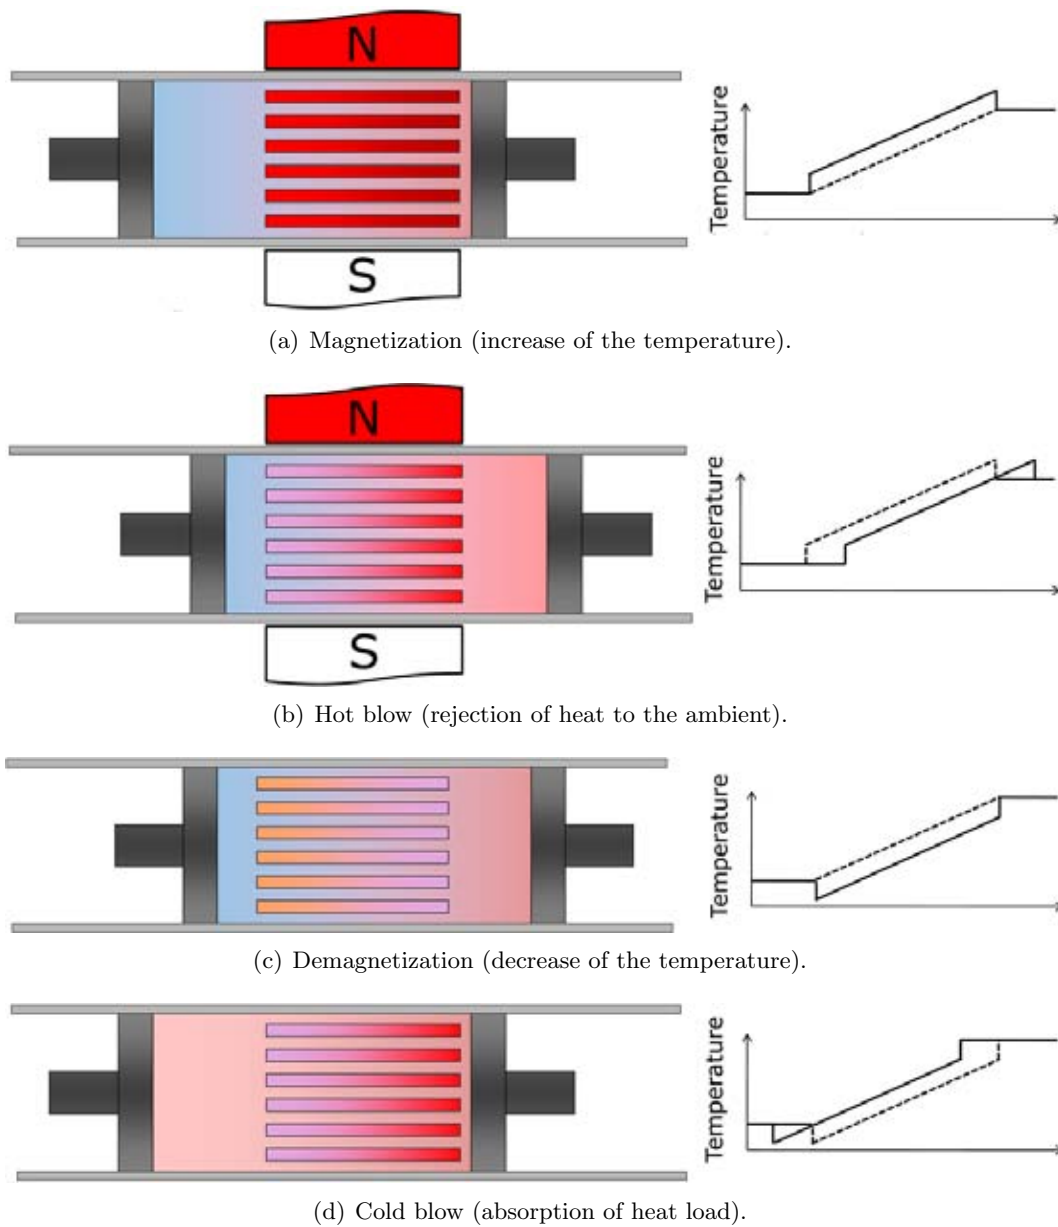 N
Temperature
S
(a) Magnetization (increase of the temperature).
N
Temperature
S
(b) Hot blow (rejection of heat to the ambient).
Temperature
(c) Demagnetization (decrease of the temperature).
Temperature
(d) Cold blow (absorption of heat load).